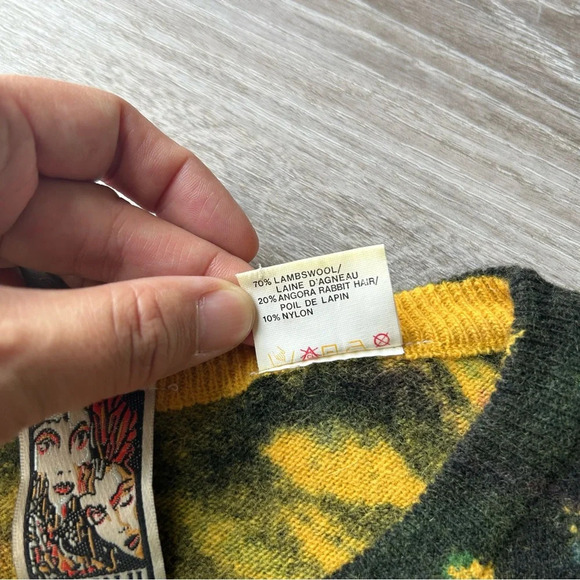 70% LAMBSWOOL/
LAINE D'AGNEAU
20% ANGORA RABBIT HAIR/
POIL DE LAPIN
10% NYLON